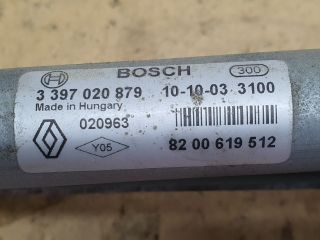 BOSCH 300
3 397 020 879 10-10-03 3100
Made in Hungary
020963
Y05 82 00 619 512